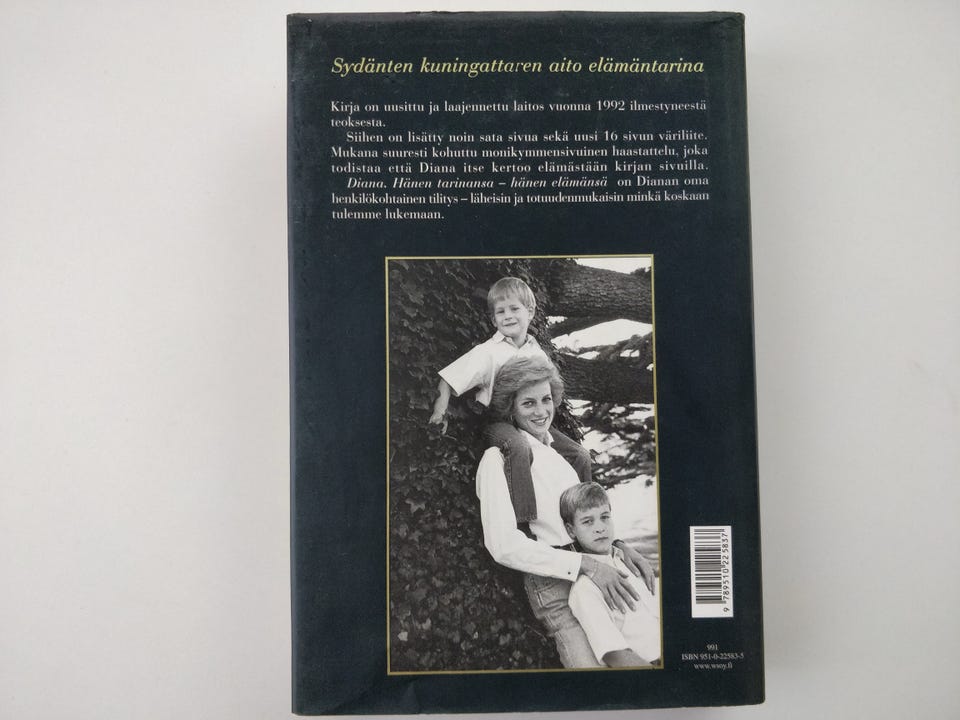 Sydänten kuningattaren aito elämäntarina
Kirja on uusittu ja laajennettu laitos vuonna 1992 ilmestyneestä
teoksesta.
Siihen on lisätty noin sata sivua sekä uusi 16 sivun väriliite.
Mukana suuresti kohuttu monikymmensivuinen haastattelu, joka
todistaa että Diana itse kertoo elämästään kirjan sivuilla.
Diana. Hänen tarinansa – hänen elämänsä on Dianan oma
henkilökohtainen tilitys – läheisin ja totuudenmukaisin minkä koskaan
tulemme lukemaan.
9 789510 225837
991
ISBN 951-0-22583-5
www.wsoy.fi